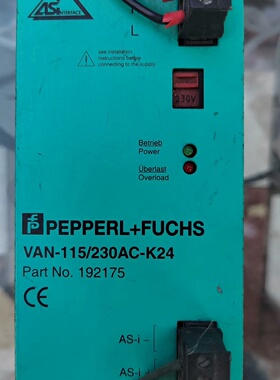 AS-
INTERFACE
L
see installation
instructions before
connecting to the supply
230V
Betrieb
Power
Überlast
Overload
PEPPERL+FUCHS
VAN-115/230AC-K24
Part No. 192175
CE
AS-i -
AS-i +